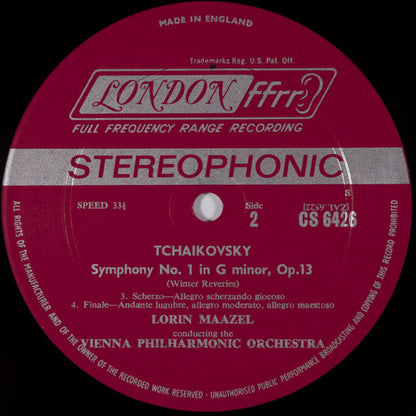 MADE IN ENGLAND
Trademarks Reg. U.S. Pat. Off.
LONDON ffrr
FULL FREQUENCY RANGE RECORDING
STEREOPHONIC
S
SPEED 33⅓
Side
2
[ZAL.6522]
CS 6426
TCHAIKOVSKY
Symphony No. 1 in G minor, Op.13
(Winter Reveries)
3. Scherzo—Allegro scherzando giocoso
4. Finale—Andante lugubre, allegro moderato, allegro maestoso
LORIN MAAZEL
conducting the
VIENNA PHILHARMONIC ORCHESTRA
ALL RIGHTS OF THE MANUFACTURER AND OF THE OWNER OF THE RECORDED WORK RESERVED · UNAUTHORISED PUBLIC PERFORMANCE BROADCASTING AND COPYING OF THIS RECORD PROHIBITED